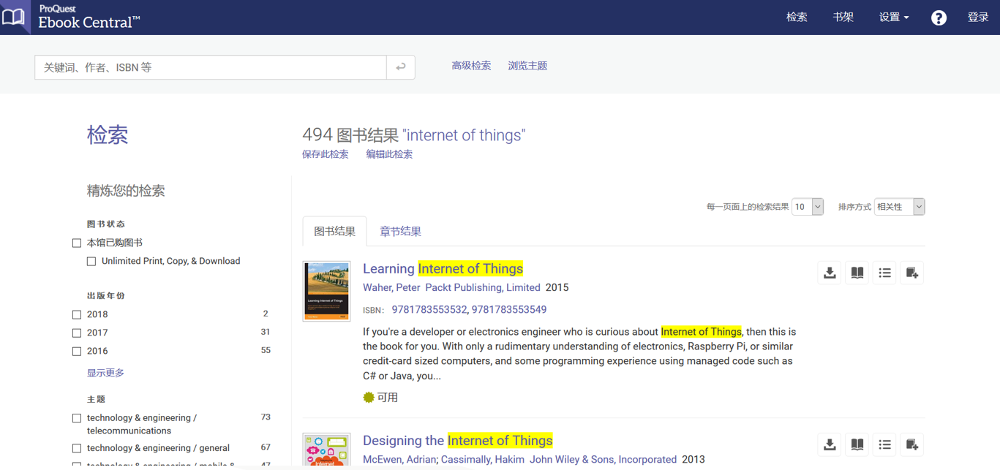 ProQuest
Ebook Central™
检索 书架 设置 ? 登录
关键词、作者、ISBN 等
高级检索 浏览主题
检索
494 图书结果 "internet of things"
保存此检索 编辑此检索
精炼您的检索
每一页面上的检索结果 10 排序方式 相关性
图书状态
本馆已购图书
Unlimited Print, Copy, & Download
出版年份
2018 2
2017 31
2016 55
显示更多
主题
technology & engineering / telecommunications 73
technology & engineering / general 67
technology & engineering / mobile & 47
图书结果 章节结果
Learning Internet of Things
Learning Internet of Things
Waher, Peter Packt Publishing, Limited 2015
ISBN: 9781783553532, 9781783553549
If you're a developer or electronics engineer who is curious about Internet of Things, then this is
the book for you. With only a rudimentary understanding of electronics, Raspberry Pi, or similar
credit-card sized computers, and some programming experience using managed code such as
C# or Java, you...
可用
Designing the Internet of Things
McEwen, Adrian; Cassimally, Hakim John Wiley & Sons, Incorporated 2013